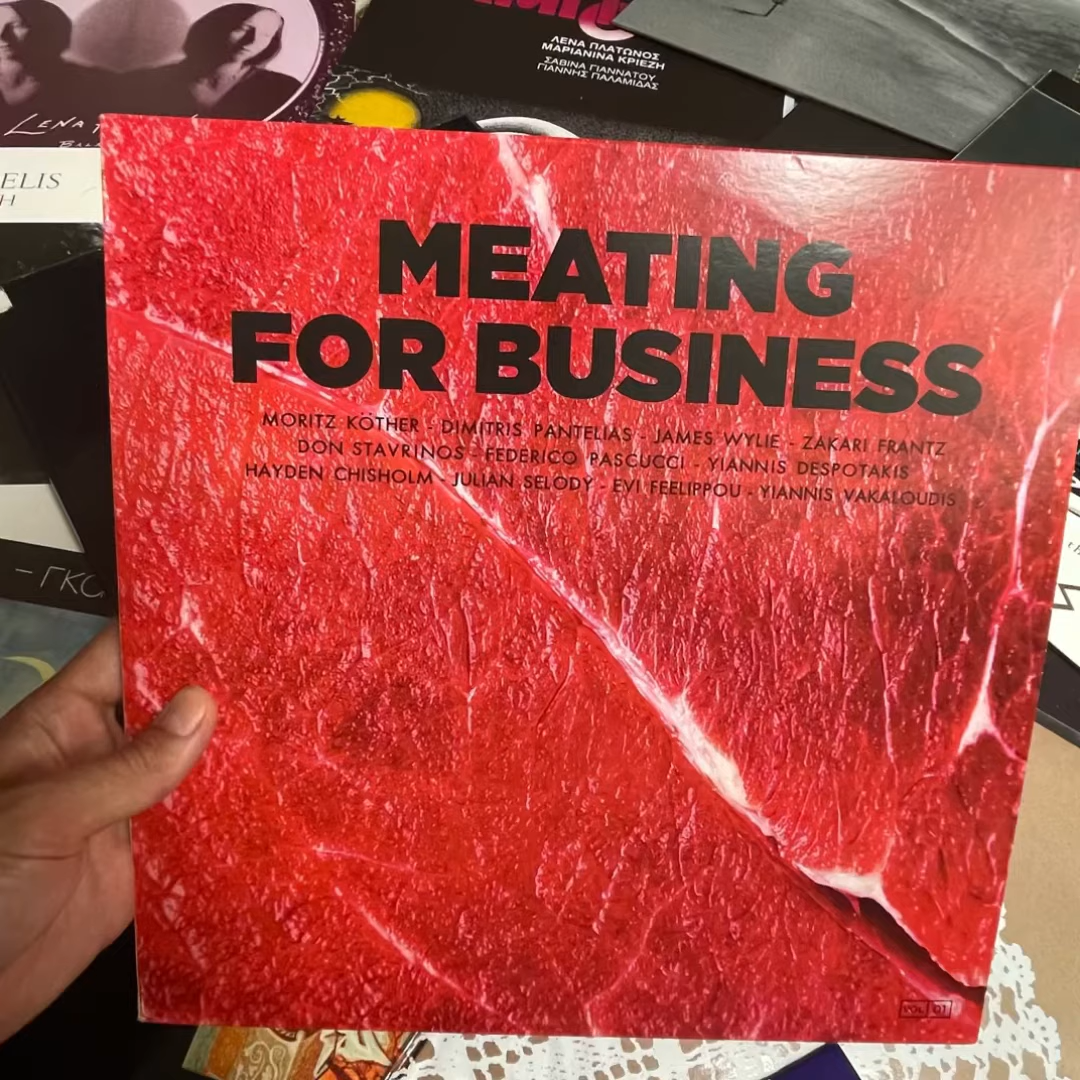 ΛΕΝΑ ΠΛΑΤΩΝΟΣ
ΜΑΡΙΑΝΙΝΑ ΚΡΙΕΖΗ
ΣΑΒΙΝΑ ΓΙΑΝΝΑΤΟΥ
ΓΙΑΝΝΗΣ ΠΑΛΑΜΙΔΑΣ
LENA
ELIS
MEATING
FOR BUSINESS
MORITZ KÖTHER - DIMITRIS PANTELIAS - JAMES WYLIE - ZAKARI FRANTZ
DON STAVRINOS - FEDERICO PASCUCCI - YIANNIS DESPOTAKIS
HAYDEN CHISHOLM - JULIAN SELODY - EVI FEELIPPOU - YIANNIS VAKALOUDIS
VOL 01